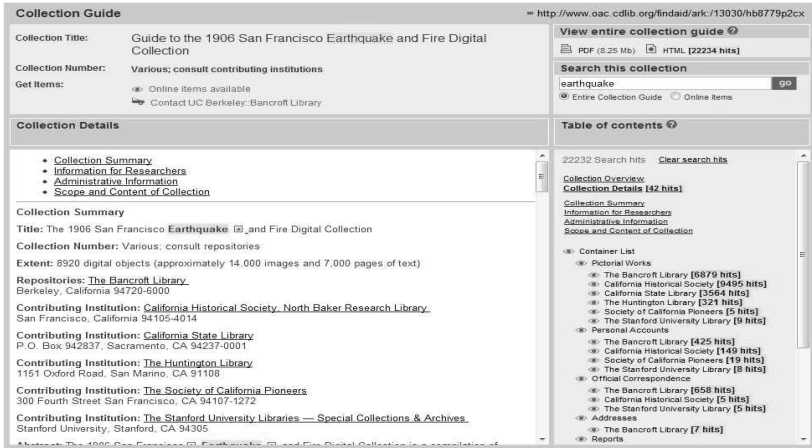 Collection Guide
∞ http://www.oac.cdlib.org/findaid/ark:/13030/hb8779p2cx
Collection Title:
Guide to the 1906 San Francisco Earthquake and Fire Digital
Collection
Collection Number:
Various; consult contributing institutions
Get Items:
Online items available
Contact UC Berkeley::Bancroft Library
View entire collection guide
PDF (8.25 Mb) HTML [22234 hits]
Search this collection
earthquake
go
Entire Collection Guide Online Items
Collection Details
Collection Summary
Information for Researchers
Administrative Information
Scope and Content of Collection
Collection Summary
Title: The 1906 San Francisco Earthquake and Fire Digital Collection
Collection Number: Various; consult repositories
Extent: 8920 digital objects (approximately 14.000 images and 7,000 pages of text)
Repositories: The Bancroft Library
Berkeley, California 94720-6000
Contributing Institution: California Historical Society, North Baker Research Library
San Francisco, California 94105-4014
Contributing Institution: California State Library
P.O. Box 942837, Sacramento, CA 94237-0001
Contributing Institution: The Huntington Library
1151 Oxford Road, San Marino, CA 91108
Contributing Institution: The Society of California Pioneers
300 Fourth Street San Francisco, CA 94107-1272
Contributing Institution: The Stanford University Libraries — Special Collections & Archives
Stanford University, Stanford, CA 94305
Abstract: The 1906 San Francisco Earthquake and Fire Digital Collection is a compilation of
Table of contents
22232 Search hits Clear search hits
Collection Overview
Collection Details [42 hits]
Collection Summary
Information for Researchers
Administrative Information
Scope and Content of Collection
Container List
Pictorial Works
The Bancroft Library [6879 hits]
California Historical Society [9495 hits]
California State Library [3564 hits]
The Huntington Library [321 hits]
Society of California Pioneers [5 hits]
The Stanford University Library [9 hits]
Personal Accounts
The Bancroft Library [425 hits]
California Historical Society [149 hits]
Society of California Pioneers [19 hits]
The Stanford University Library [8 hits]
Official Correspondence
The Bancroft Library [658 hits]
California Historical Society [5 hits]
The Stanford University Library [5 hits]
Addresses
The Bancroft Library [7 hits]
Reports